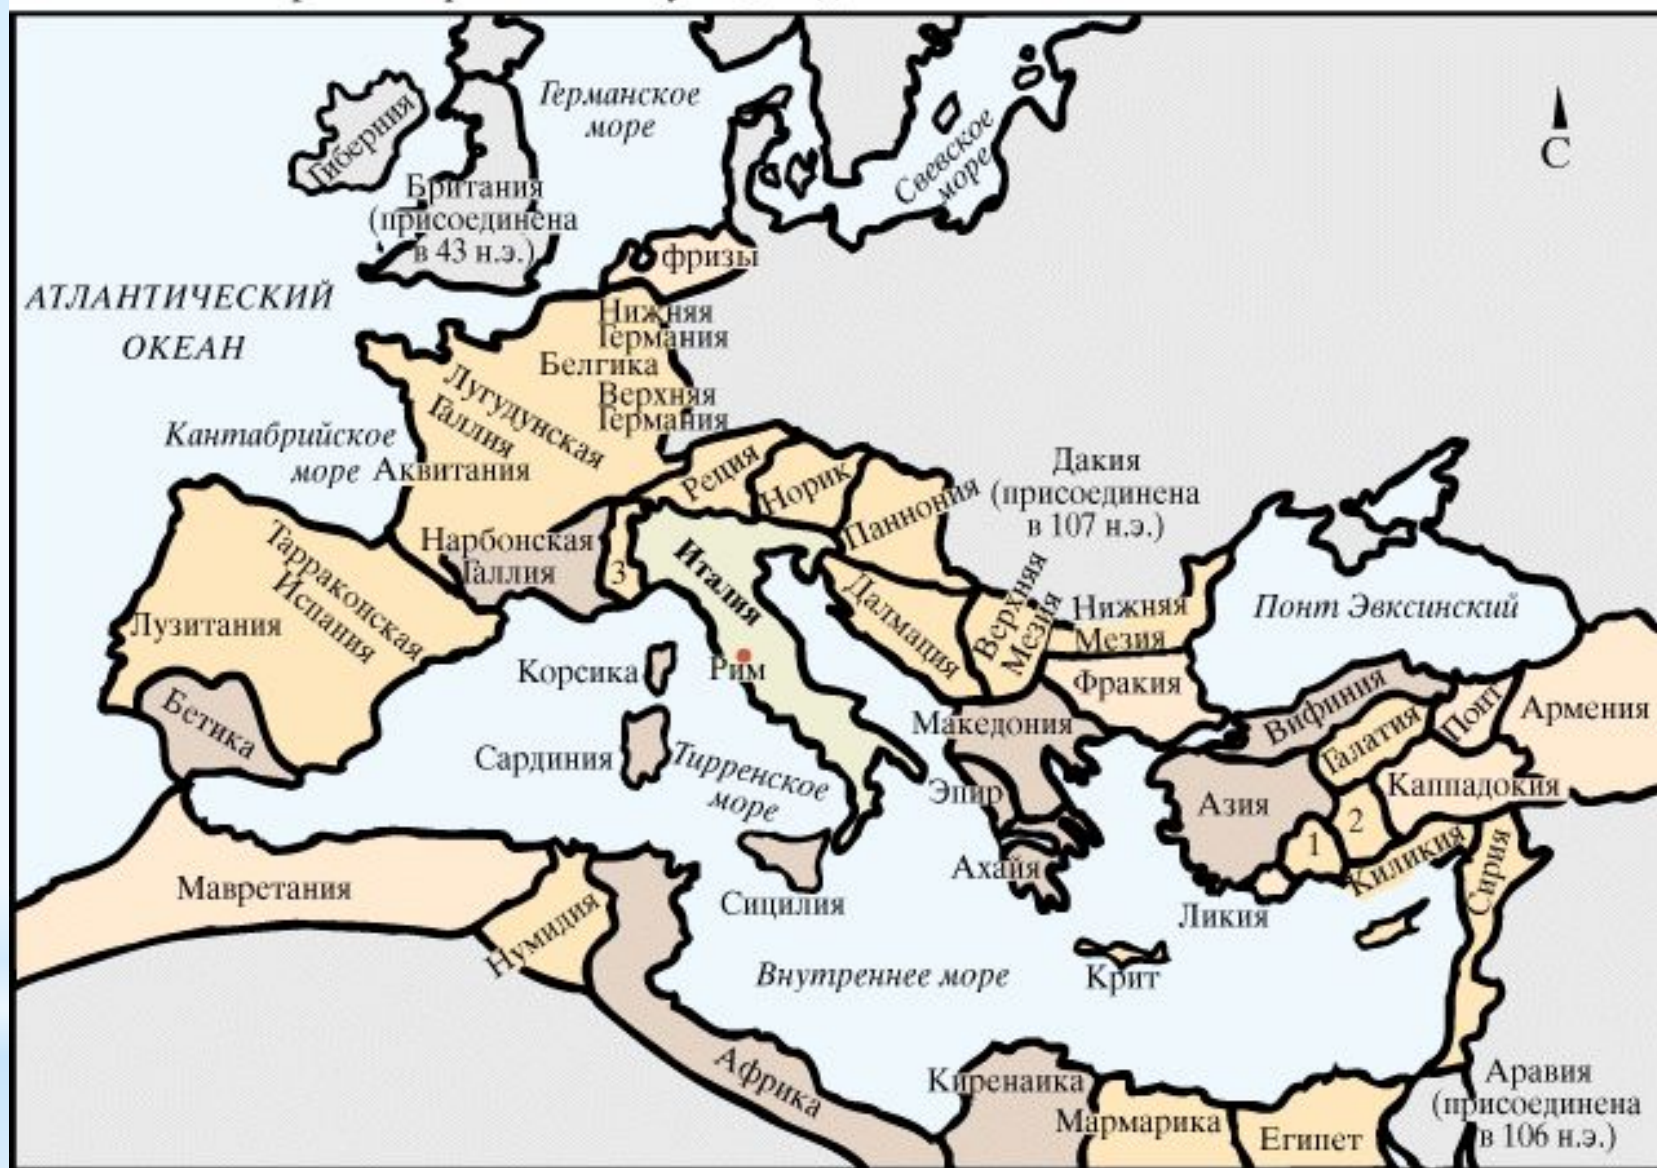 Германское
море
Гиберния
Свевское
море
С
Британия
(присоединена
в 43 н.э.)
фризы
АТЛАНТИЧЕСКИЙ
ОКЕАН
Нижняя
Германия
Белгика
Верхняя
Германия
Лугудунская
Галлия
Кантабрийское
море
Аквитания
Реция
Норик
Паннония
Дакия
(присоединена
в 107 н.э.)
Нарбонская
Галлия
3
Италия
Тарраконская
Испания
Лузитания
Далмация
Верхняя
Мезия
Нижняя
Мезия
Понт Эвксинский
Корсика
Рим
Фракия
Бетика
Македония
Вифиния
Галатия
Понт
Армения
Сардиния
Тирренское
море
Эпир
Азия
Каппадокия
2
1
Ахайя
Киликия
Сирия
Мавретания
Сицилия
Ликия
Нумидия
Внутреннее море
Крит
Африка
Киренаика
Мармарика
Египет
Аравия
(присоединена
в 106 н.э.)